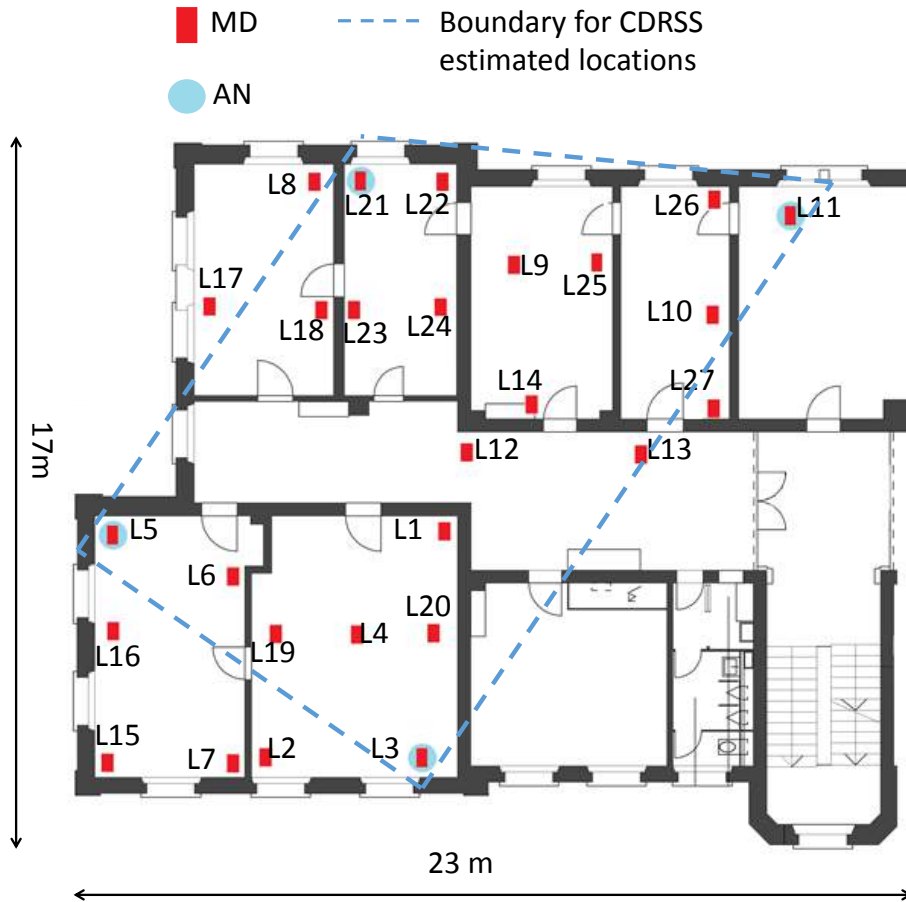 MD
Boundary for CDRSS
estimated locations
AN
L8
L21
L22
L26
L11
L9
L25
L17
L18
L23
L24
L10
L14
L27
17m
L12
L13
L5
L1
L6
L20
L16
L19
L4
L15
L7
L2
L3
23 m